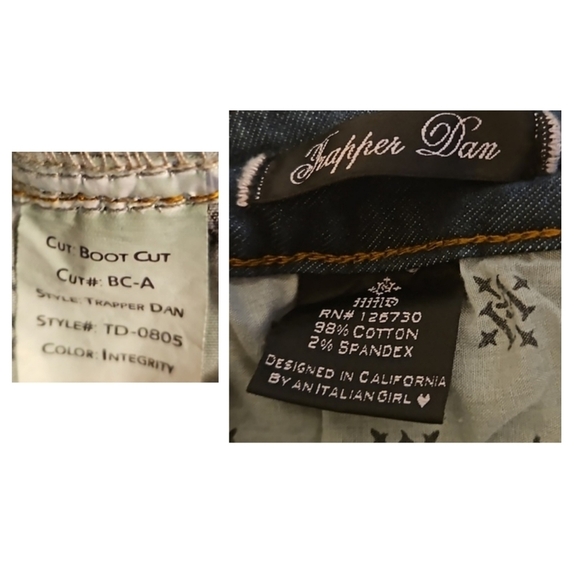 Cut: Boot Cut
Cut#: BC-A
Style: Trapper Dan
Style#: TD-0805
Color: Integrity
Trapper Dan
RN# 126730
98% Cotton
2% Spandex
Designed in California
by an Italian Girl ♥